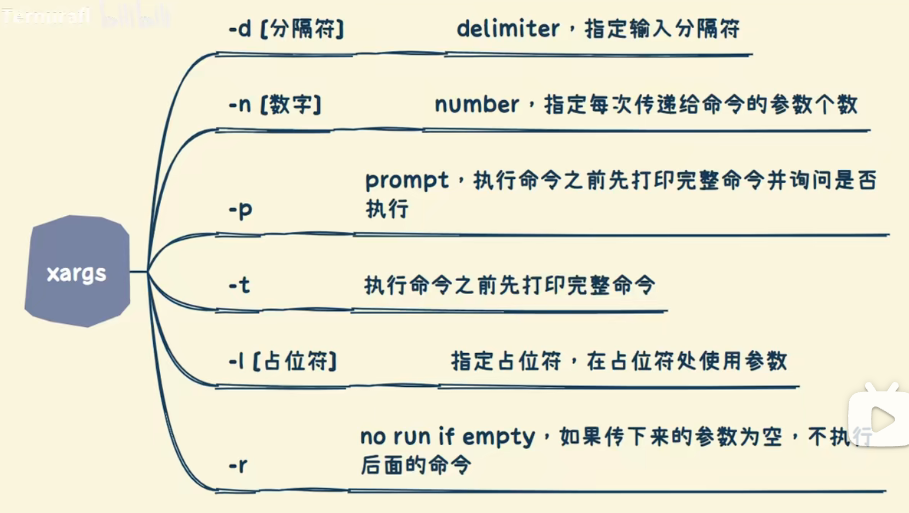 -d [分隔符] delimiter，指定输入分隔符
-n [数字] number，指定每次传递给命令的参数个数
prompt，执行命令之前先打印完整命令并询问是否
-p 执行
xargs
-t 执行命令之前先打印完整命令
-l [占位符] 指定占位符，在占位符处使用参数
no run if empty，如果传下来的参数为空，不执行
-r 后面的命令